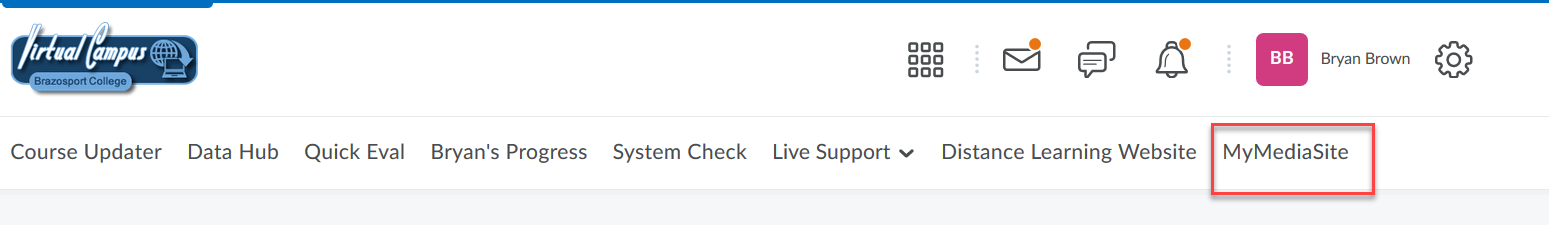 Virtual Campus
Brazosport College
BB Bryan Brown
Course Updater Data Hub Quick Eval Bryan's Progress System Check Live Support Distance Learning Website MyMediaSite